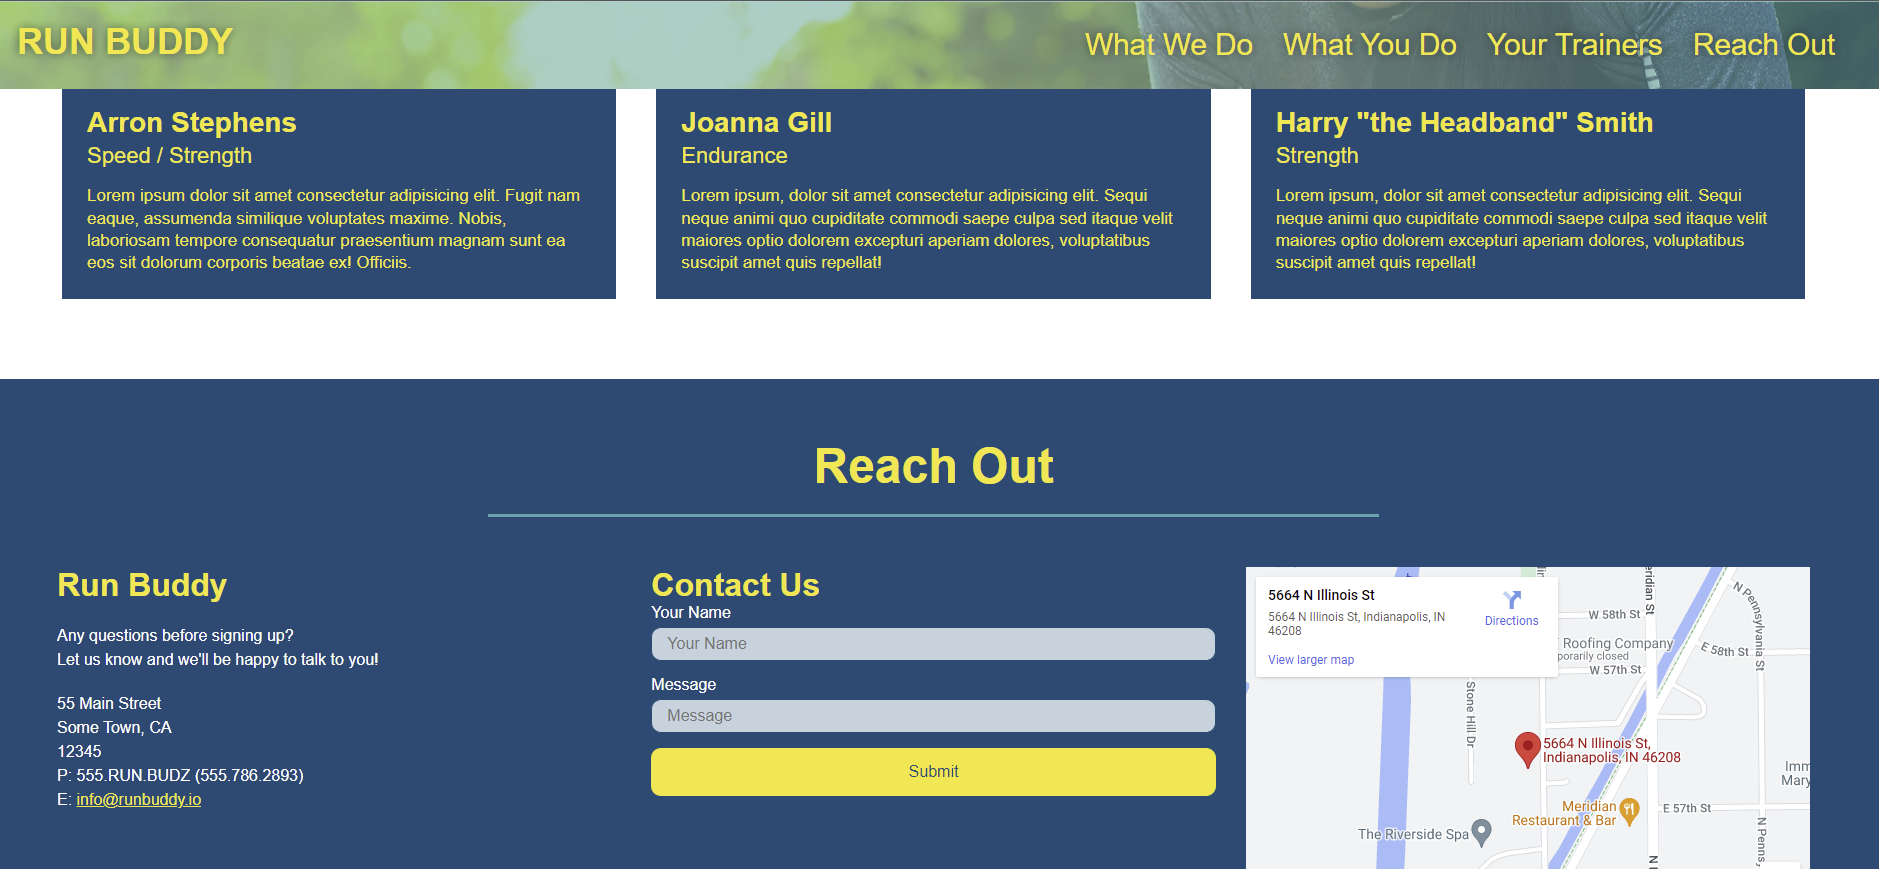 RUN BUDDY
What We Do What You Do Your Trainers Reach Out
Arron Stephens
Speed / Strength
Lorem ipsum dolor sit amet consectetur adipisicing elit. Fugit nam
eaque, assumenda similique voluptates maxime. Nobis,
laboriosam tempore consequatur praesentium magnam sunt ea
eos sit dolorum corporis beatae ex! Officiis.
Joanna Gill
Endurance
Lorem ipsum, dolor sit amet consectetur adipisicing elit. Sequi
neque animi quo cupiditate commodi saepe culpa sed itaque velit
maiores optio dolorem excepturi aperiam dolores, voluptatibus
suscipit amet quis repellat!
Harry "the Headband" Smith
Strength
Lorem ipsum, dolor sit amet consectetur adipisicing elit. Sequi
neque animi quo cupiditate commodi saepe culpa sed itaque velit
maiores optio dolorem excepturi aperiam dolores, voluptatibus
suscipit amet quis repellat!
Reach Out
Run Buddy
Any questions before signing up?
Let us know and we'll be happy to talk to you!
55 Main Street
Some Town, CA
12345
P: 555.RUN.BUDZ (555.786.2893)
E: info@runbuddy.io
Contact Us
Your Name
Your Name
Message
Message
Submit
5664 N Illinois St
5664 N Illinois St, Indianapolis, IN
46208
Directions
View larger map
eridian St
W 58th St
N Pennsylvania St
Roofing Company
porarily closed
E 58th St
W 57th St
Stone Hill Dr
5664 N Illinois St,
Indianapolis, IN 46208
Imm
Mary
Meridian
Restaurant & Bar
E 57th St
The Riverside Spa
N Penns
N